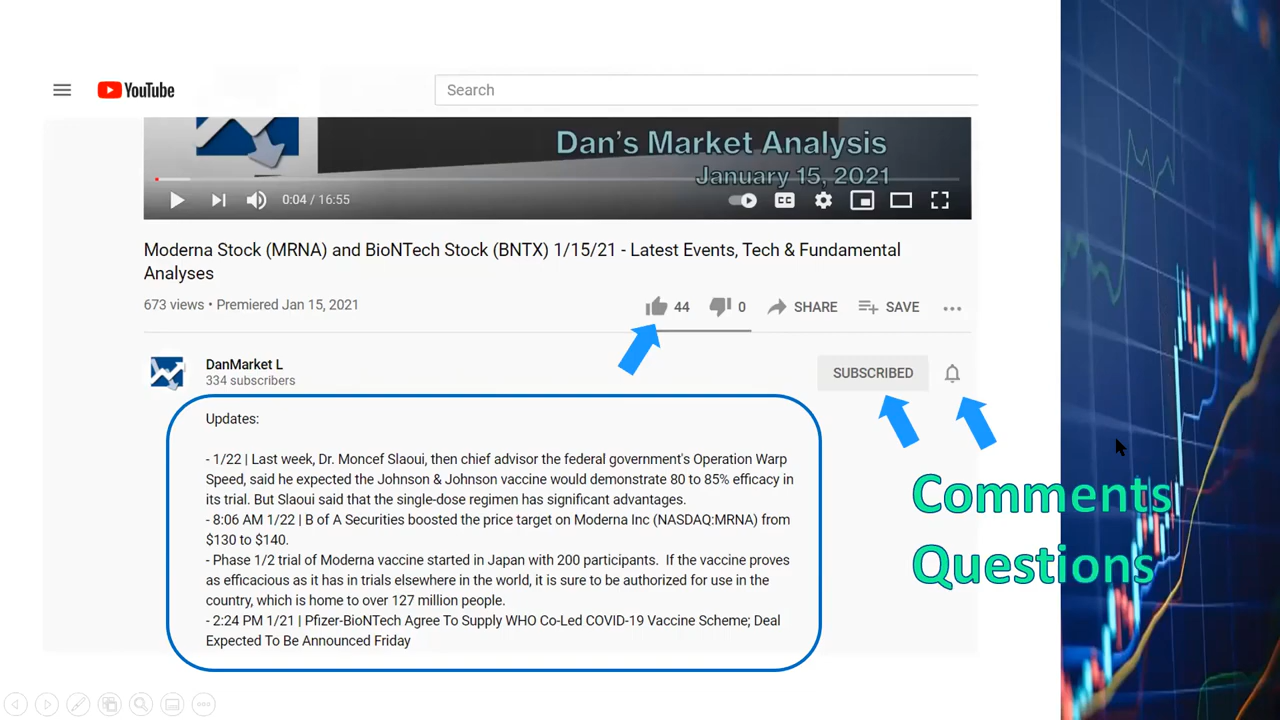 YouTube
Search
Dan's Market Analysis
January 15, 2021
0:04 / 16:55
CC
Moderna Stock (MRNA) and BioNTech Stock (BNTX) 1/15/21 - Latest Events, Tech & Fundamental
Analyses
673 views • Premiered Jan 15, 2021
44
0
SHARE
SAVE
DanMarket L
334 subscribers
SUBSCRIBED
Updates:
- 1/22 | Last week, Dr. Moncef Slaoui, then chief advisor the federal government's Operation Warp
Speed, said he expected the Johnson & Johnson vaccine would demonstrate 80 to 85% efficacy in
its trial. But Slaoui said that the single-dose regimen has significant advantages.
- 8:06 AM 1/22 | B of A Securities boosted the price target on Moderna Inc (NASDAQ:MRNA) from
$130 to $140.
- Phase 1/2 trial of Moderna vaccine started in Japan with 200 participants.  If the vaccine proves
as efficacious as it has in trials elsewhere in the world, it is sure to be authorized for use in the
country, which is home to over 127 million people.
- 2:24 PM 1/21 | Pfizer-BioNTech Agree To Supply WHO Co-Led COVID-19 Vaccine Scheme; Deal
Expected To Be Announced Friday
Comments
Questions